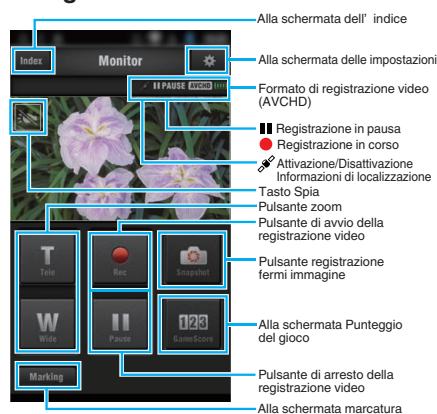 Alla schermata dell' indice
Index
Monitor
Alla schermata delle impostazioni
PAUSE AVCHD
Formato di registrazione video
(AVCHD)
Registrazione in pausa
Registrazione in corso
Attivazione/Disattivazione
Informazioni di localizzazione
Tasto Spia
Pulsante zoom
Pulsante di avvio della
registrazione video
T
Tele
Rec
Snapshot
Pulsante registrazione
fermi immagine
W
Wide
Pause
123
GameScore
Alla schermata Punteggio
del gioco
Marking
Pulsante di arresto della
registrazione video
Alla schermata marcatura